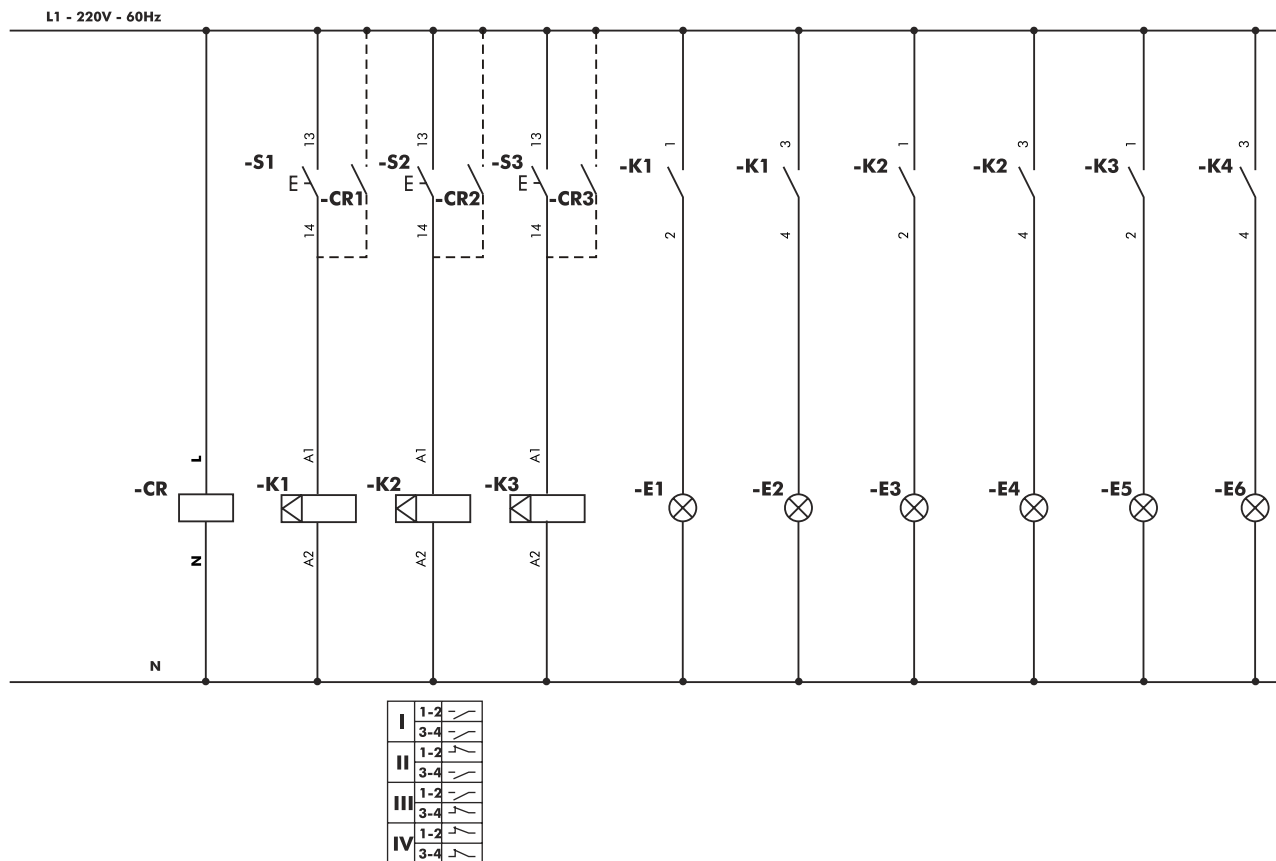 L1 - 220V - 60Hz
13 13 13 1 3 1 3 1 3
-S1 -S2 -S3 -K1 -K1 -K2 -K2 -K3 -K4
E E E
-CR1 -CR2 -CR3
14 14 14 2 4 2 4 2 4
L A1 A1 A1
-CR -K1 -K2 -K3 -E1 -E2 -E3 -E4 -E5 -E6
N A2 A2 A2
N
I 1-2
3-4
II 1-2
3-4
III 1-2
3-4
IV 1-2
3-4